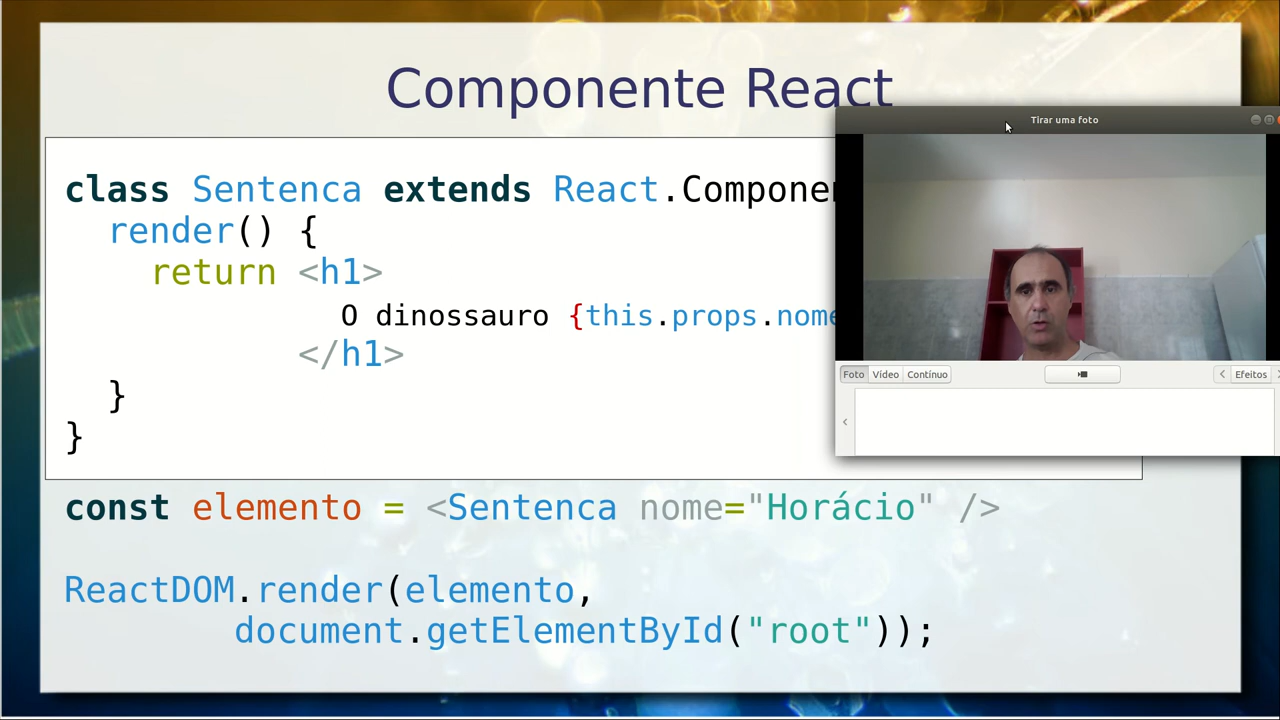 Componente React
class Sentenca extends React.Componen
render() {
return <h1>
O dinossauro {this.props.nome
</h1>
}
}
const elemento = <Sentenca nome="Horácio" />
ReactDOM.render(elemento,
document.getElementById("root"));
Tirar uma foto
Foto Vídeo Contínuo
Efeitos